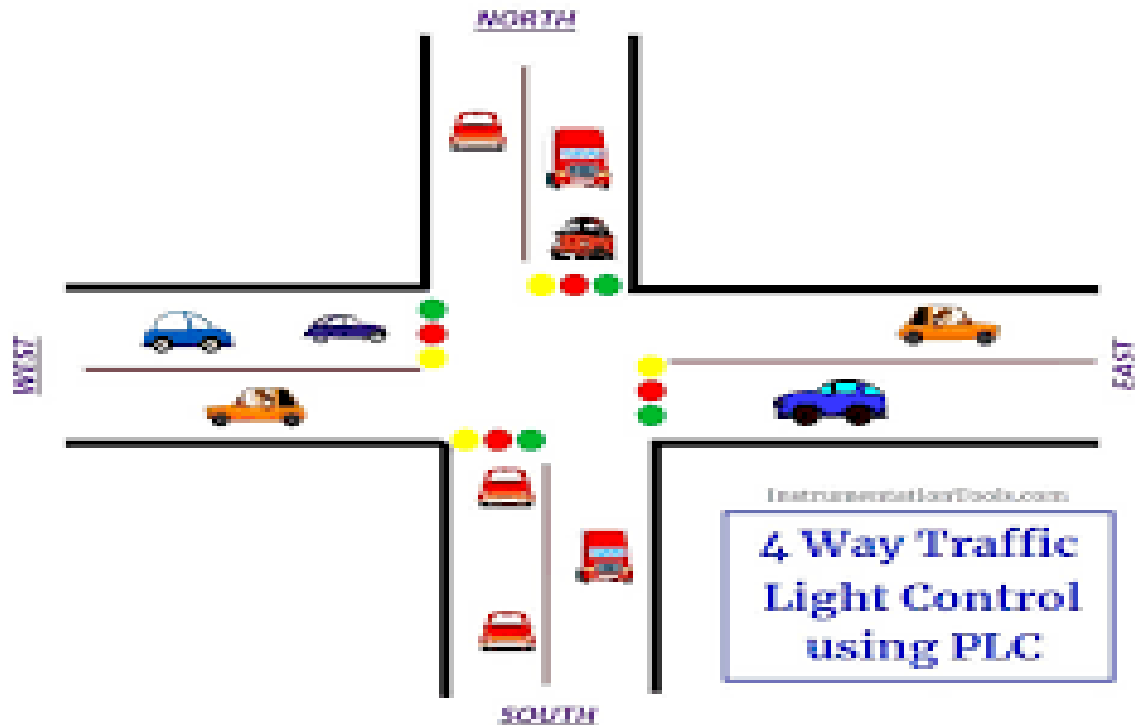 NORTH
WEST
EAST
InstrumentationTools.com
4 Way Traffic
Light Control
using PLC
SOUTH